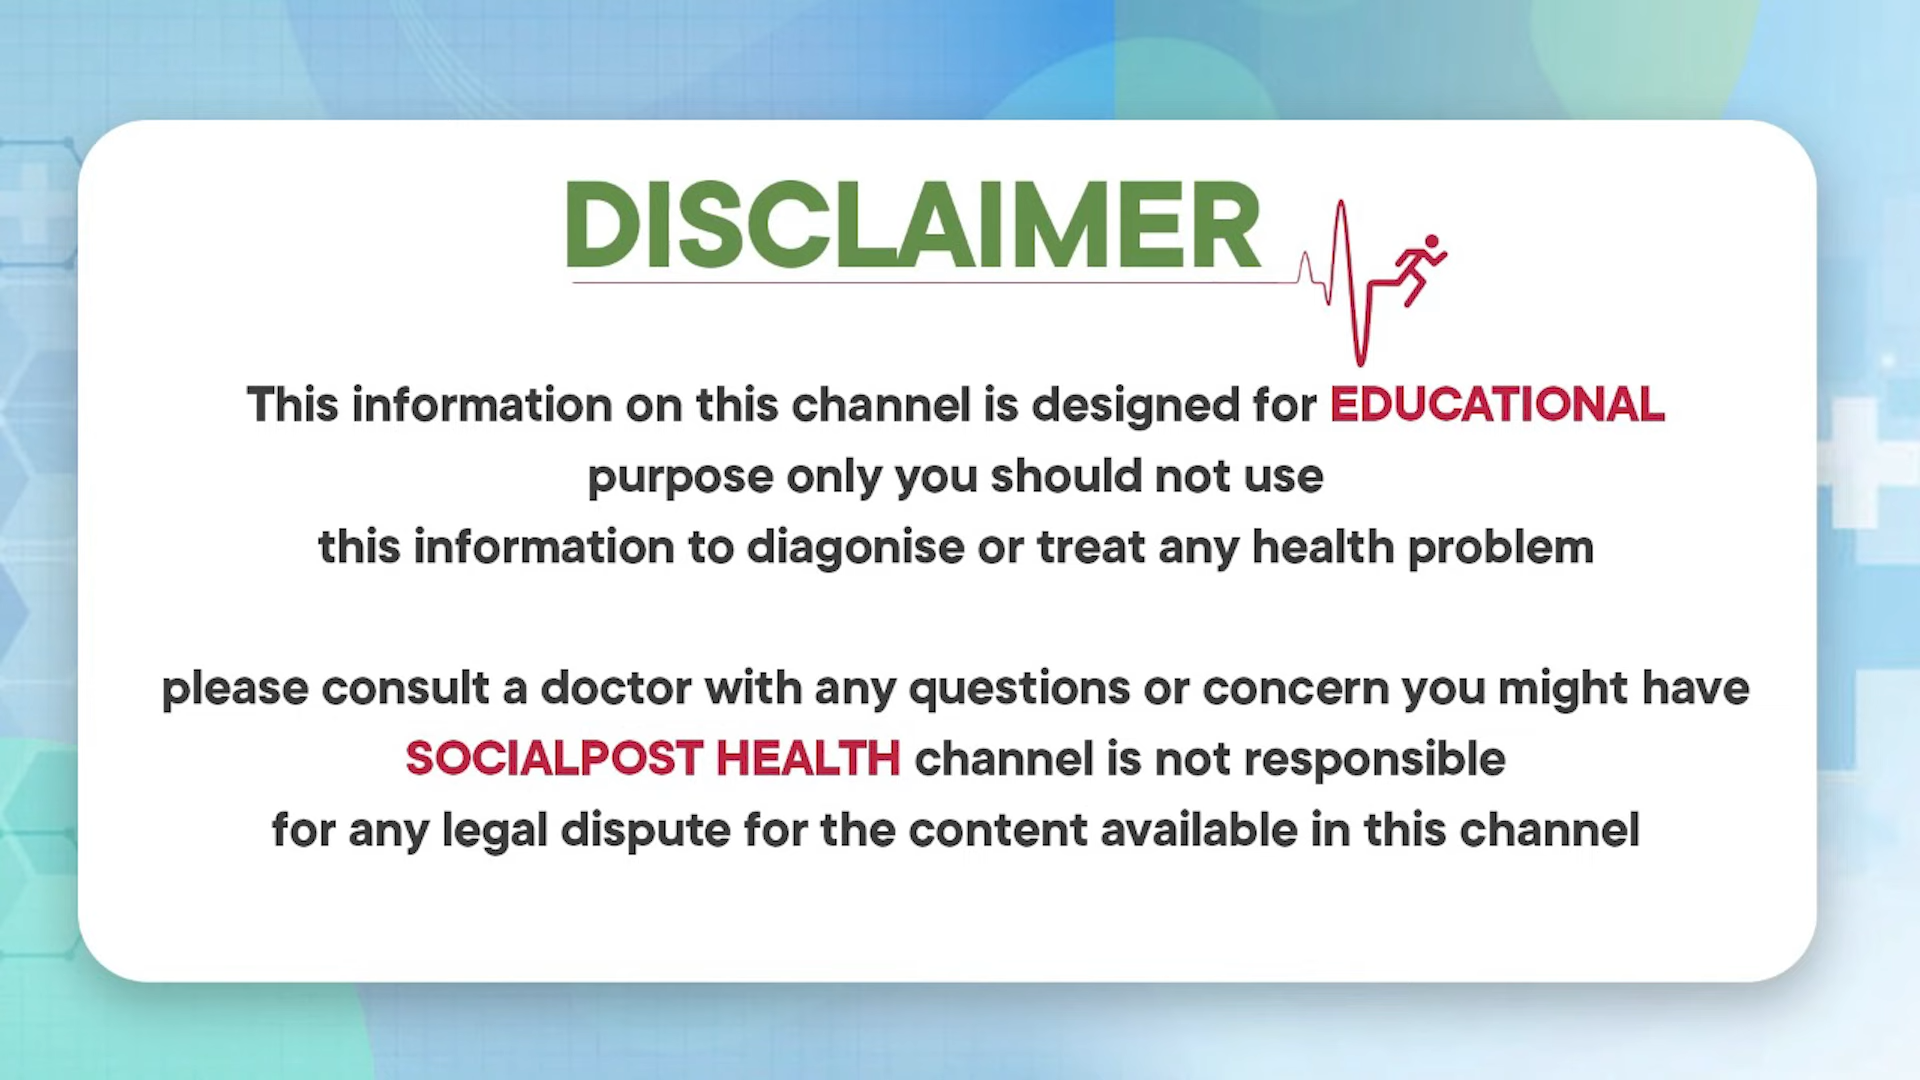 DISCLAIMER
This information on this channel is designed for EDUCATIONAL
purpose only you should not use
this information to diagonise or treat any health problem
please consult a doctor with any questions or concern you might have
SOCIALPOST HEALTH channel is not responsible
for any legal dispute for the content available in this channel